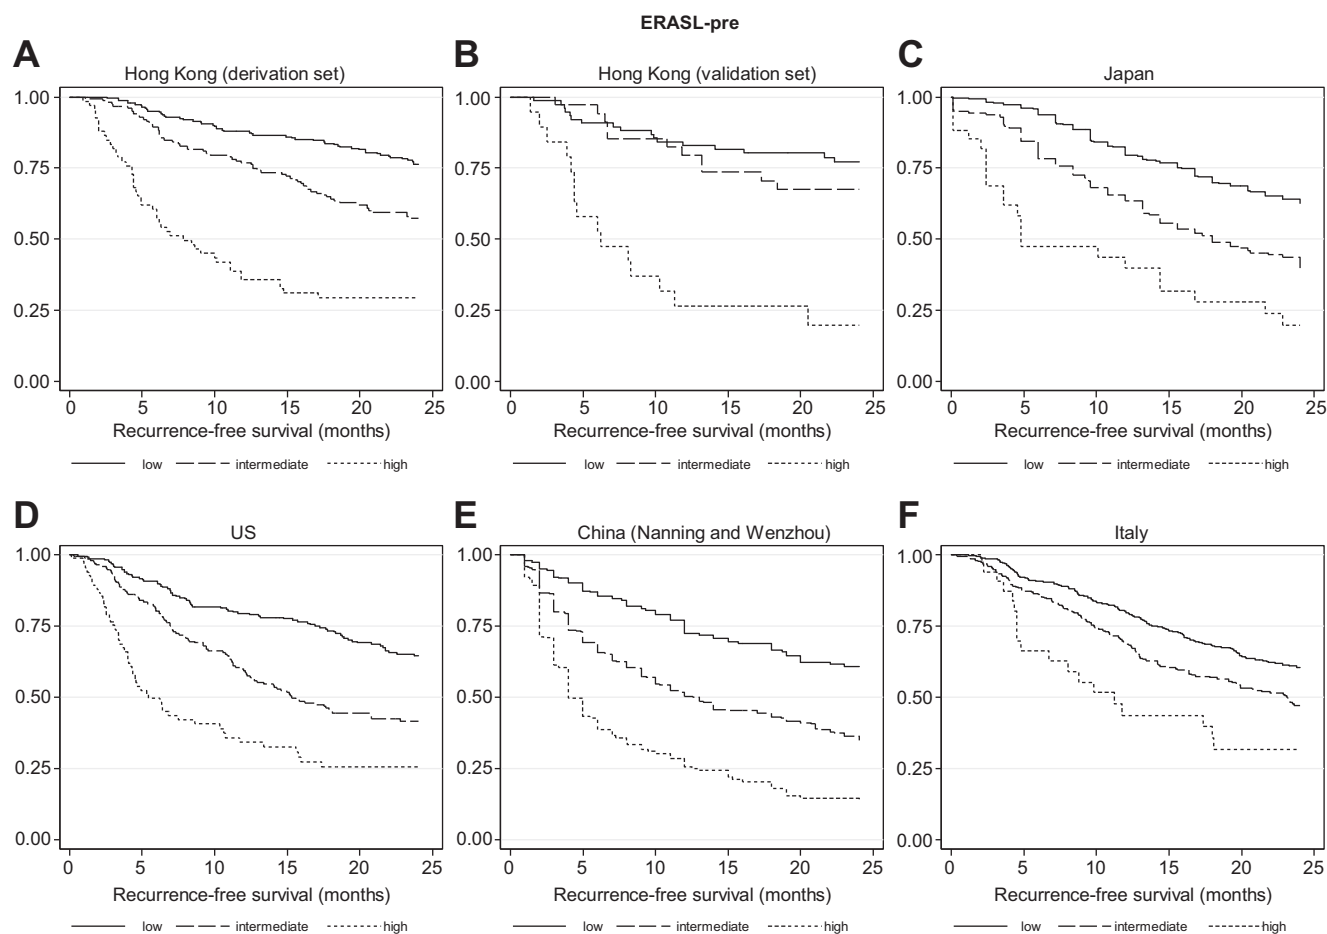 ERASL-pre
A
Hong Kong (derivation set)
1.00
0.75
0.50
0.25
0.00
0 5 10 15 20 25
Recurrence-free survival (months)
low intermediate high
B
Hong Kong (validation set)
1.00
0.75
0.50
0.25
0.00
0 5 10 15 20 25
Recurrence-free survival (months)
low intermediate high
C
Japan
1.00
0.75
0.50
0.25
0.00
0 5 10 15 20 25
Recurrence-free survival (months)
low intermediate high
D
US
1.00
0.75
0.50
0.25
0.00
0 5 10 15 20 25
Recurrence-free survival (months)
low intermediate high
E
China (Nanning and Wenzhou)
1.00
0.75
0.50
0.25
0.00
0 5 10 15 20 25
Recurrence-free survival (months)
low intermediate high
F
Italy
1.00
0.75
0.50
0.25
0.00
0 5 10 15 20 25
Recurrence-free survival (months)
low intermediate high